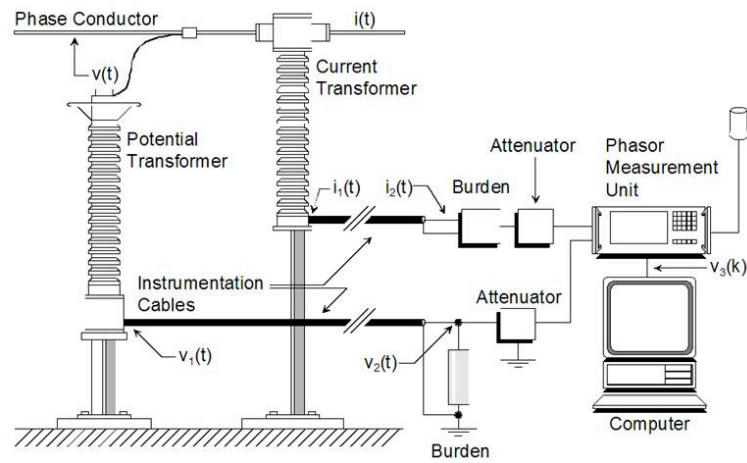 Phase Conductor
i(t)
v(t)
Current
Transformer
Potential
Transformer
Attenuator
Phasor
Measurement
Unit
i₁(t)
i₂(t)
Burden
v₃(k)
Instrumentation
Cables
Attenuator
v₁(t)
v₂(t)
Burden
Computer